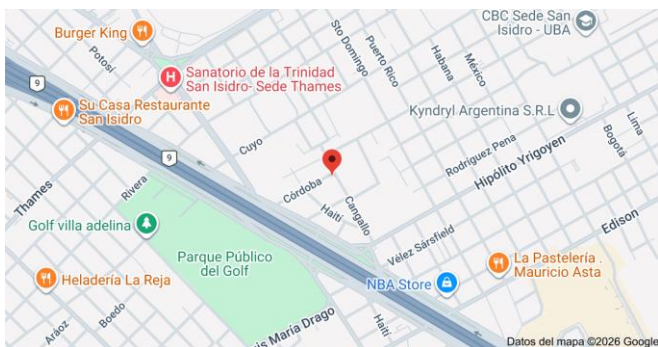 Burger King
Potosí
Sto Domingo
Puerto Rico
Habana
México
CBC Sede San
Isidro - UBA
9
Sanatorio de la Trinidad
San Isidro- Sede Thames
H
Su Casa Restaurante
San Isidro
Kyndryl Argentina S.R.L
Lima
Bogotá
Cuyo
9
Rodríguez Pena
Hipólito Yrigoyen
Thames
Rivera
Córdoba
Haití
Cangallo
Edison
Golf villa adelina
Parque Público
del Golf
Vélez Sársfield
La Pastelería .
Mauricio Asta
NBA Store
Heladería La Reja
Boedo
Aráoz
is María Drago
Haití
Datos del mapa ©2026 Google